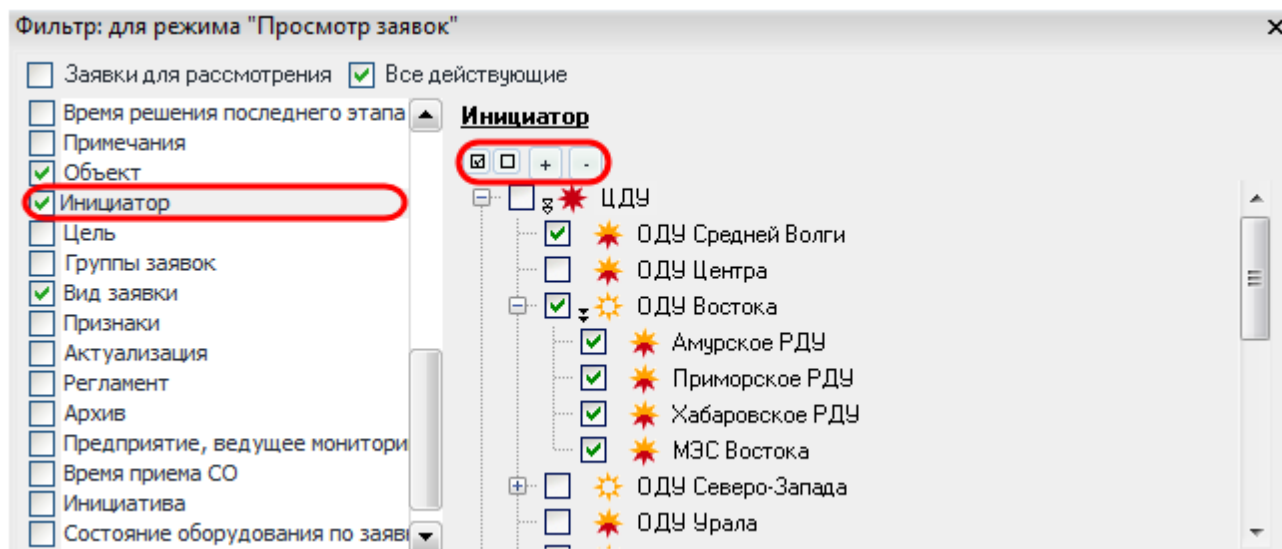 Фильтр: для режима "Просмотр заявок"
Заявки для рассмотрения Все действующие
Время решения последнего этапа
Примечания
Объект
Инициатор
Цель
Группы заявок
Вид заявки
Признаки
Актуализация
Регламент
Архив
Предприятие, ведущее монитори
Время приема СО
Инициатива
Состояние оборудования по заяв
Инициатор
+ -
ЦДУ
ОДУ Средней Волги
ОДУ Центра
ОДУ Востока
Амурское РДУ
Приморское РДУ
Хабаровское РДУ
МЭС Востока
ОДУ Северо-Запада
ОДУ Урала